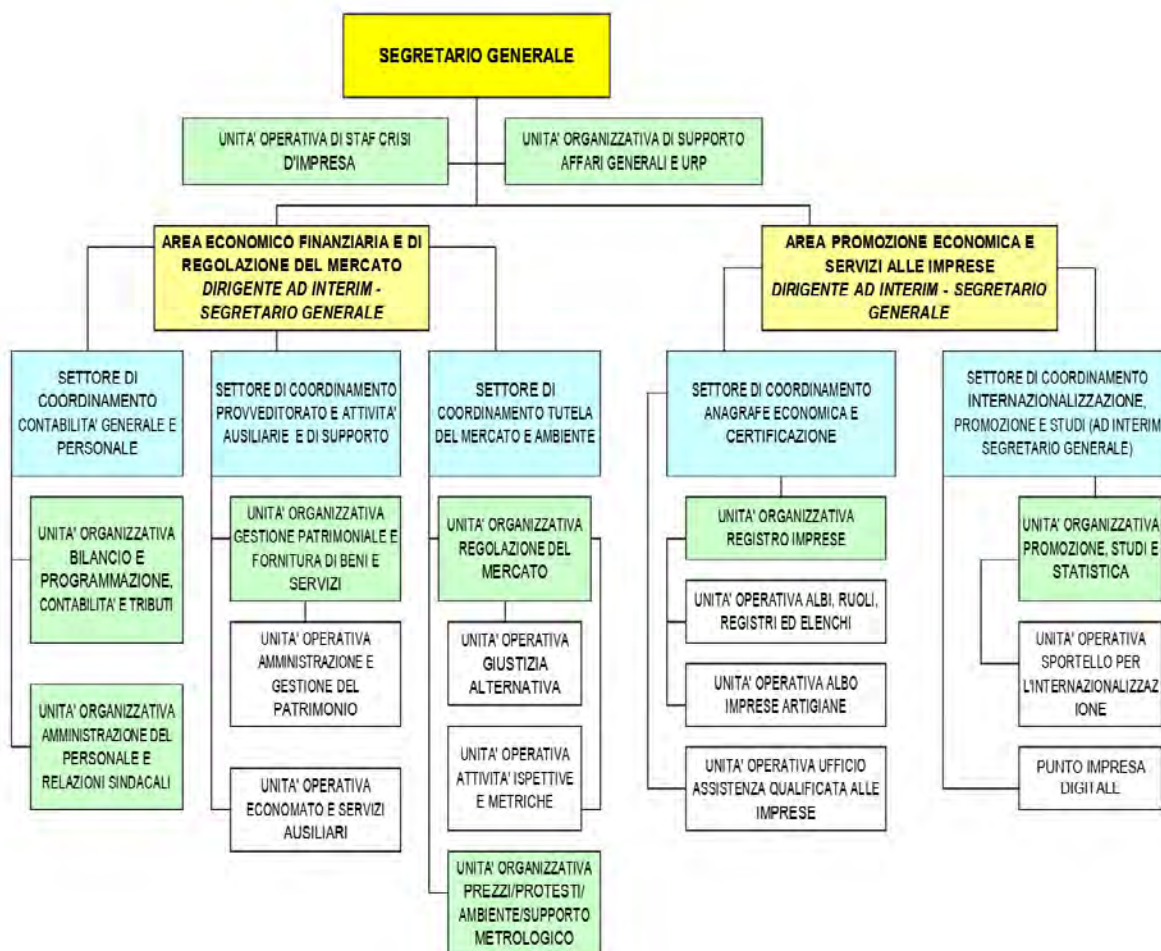 SEGRETARIO GENERALE
UNITA' OPERATIVA DI STAF CRISI
D'IMPRESA
UNITA' ORGANIZZATIVA DI SUPPORTO
AFFARI GENERALI E URP
AREA ECONOMICO FINANZIARIA E DI
REGOLAZIONE DEL MERCATO
DIRIGENTE AD INTERIM -
SEGRETARIO GENERALE
AREA PROMOZIONE ECONOMICA E
SERVIZI ALLE IMPRESE
DIRIGENTE AD INTERIM - SEGRETARIO
GENERALE
SETTORE DI
COORDINAMENTO
CONTABILITA' GENERALE E
PERSONALE
SETTORE DI COORDINAMENTO
PROVVEDITORATO E ATTIVITA'
AUSILIARIE E DI SUPPORTO
SETTORE DI
COORDINAMENTO TUTELA
DEL MERCATO E AMBIENTE
SETTORE DI COORDINAMENTO
ANAGRAFE ECONOMICA E
CERTIFICAZIONE
SETTORE DI COORDINAMENTO
INTERNAZIONALIZZAZIONE,
PROMOZIONE E STUDI (AD INTERIM
SEGRETARIO GENERALE)
UNITA' ORGANIZZATIVA
BILANCIO E
PROGRAMMAZIONE,
CONTABILITA' E TRIBUTI
UNITA' ORGANIZZATIVA
GESTIONE PATRIMONIALE E
FORNITURA DI BENI E
SERVIZI
UNITA' ORGANIZZATIVA
REGOLAZIONE DEL
MERCATO
UNITA' ORGANIZZATIVA
REGISTRO IMPRESE
UNITA' ORGANIZZATIVA
PROMOZIONE, STUDI E
STATISTICA
UNITA' OPERATIVA
AMMINISTRAZIONE E
GESTIONE DEL
PATRIMONIO
UNITA' OPERATIVA
GIUSTIZIA
ALTERNATIVA
UNITA' OPERATIVA ALBI, RUOLI,
REGISTRI ED ELENCHI
UNITA' OPERATIVA
SPORTELLO PER
L'INTERNAZIONALIZZAZ
IONE
UNITA' ORGANIZZATIVA
AMMINISTRAZIONE DEL
PERSONALE E
RELAZIONI SINDACALI
UNITA' OPERATIVA ALBO
IMPRESE ARTIGIANE
UNITA' OPERATIVA
ECONOMATO E SERVIZI
AUSILIARI
UNITA' OPERATIVA
ATTIVITA' ISPETTIVE
E METRICHE
UNITA' OPERATIVA UFFICIO
ASSISTENZA QUALIFICATA ALLE
IMPRESE
PUNTO IMPRESA
DIGITALE
UNITA' ORGANIZZATIVA
PREZZI/PROTESTI/
AMBIENTE/SUPPORTO
METROLOGICO